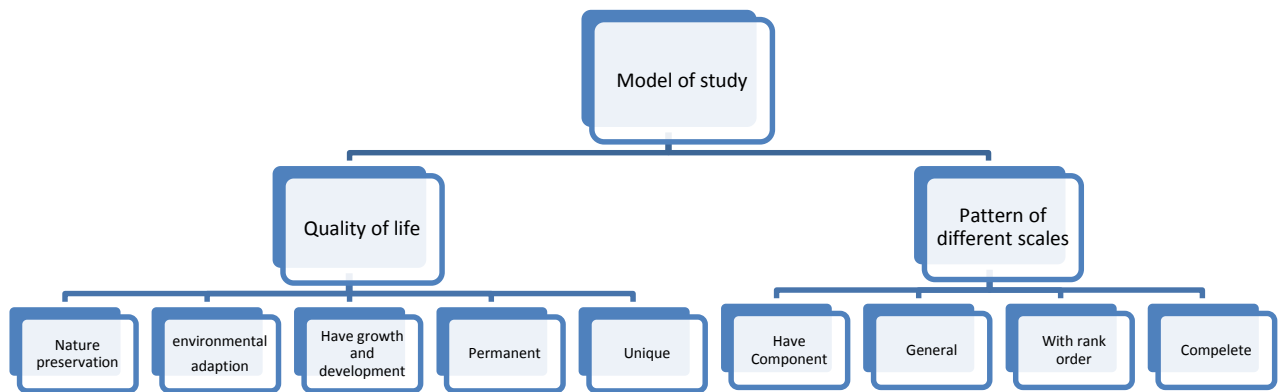 Model of study
Quality of life
Pattern of
different scales
Nature
preservation
environmental
adaption
Have growth
and
development
Permanent
Unique
Have
Component
General
With rank
order
Compelete